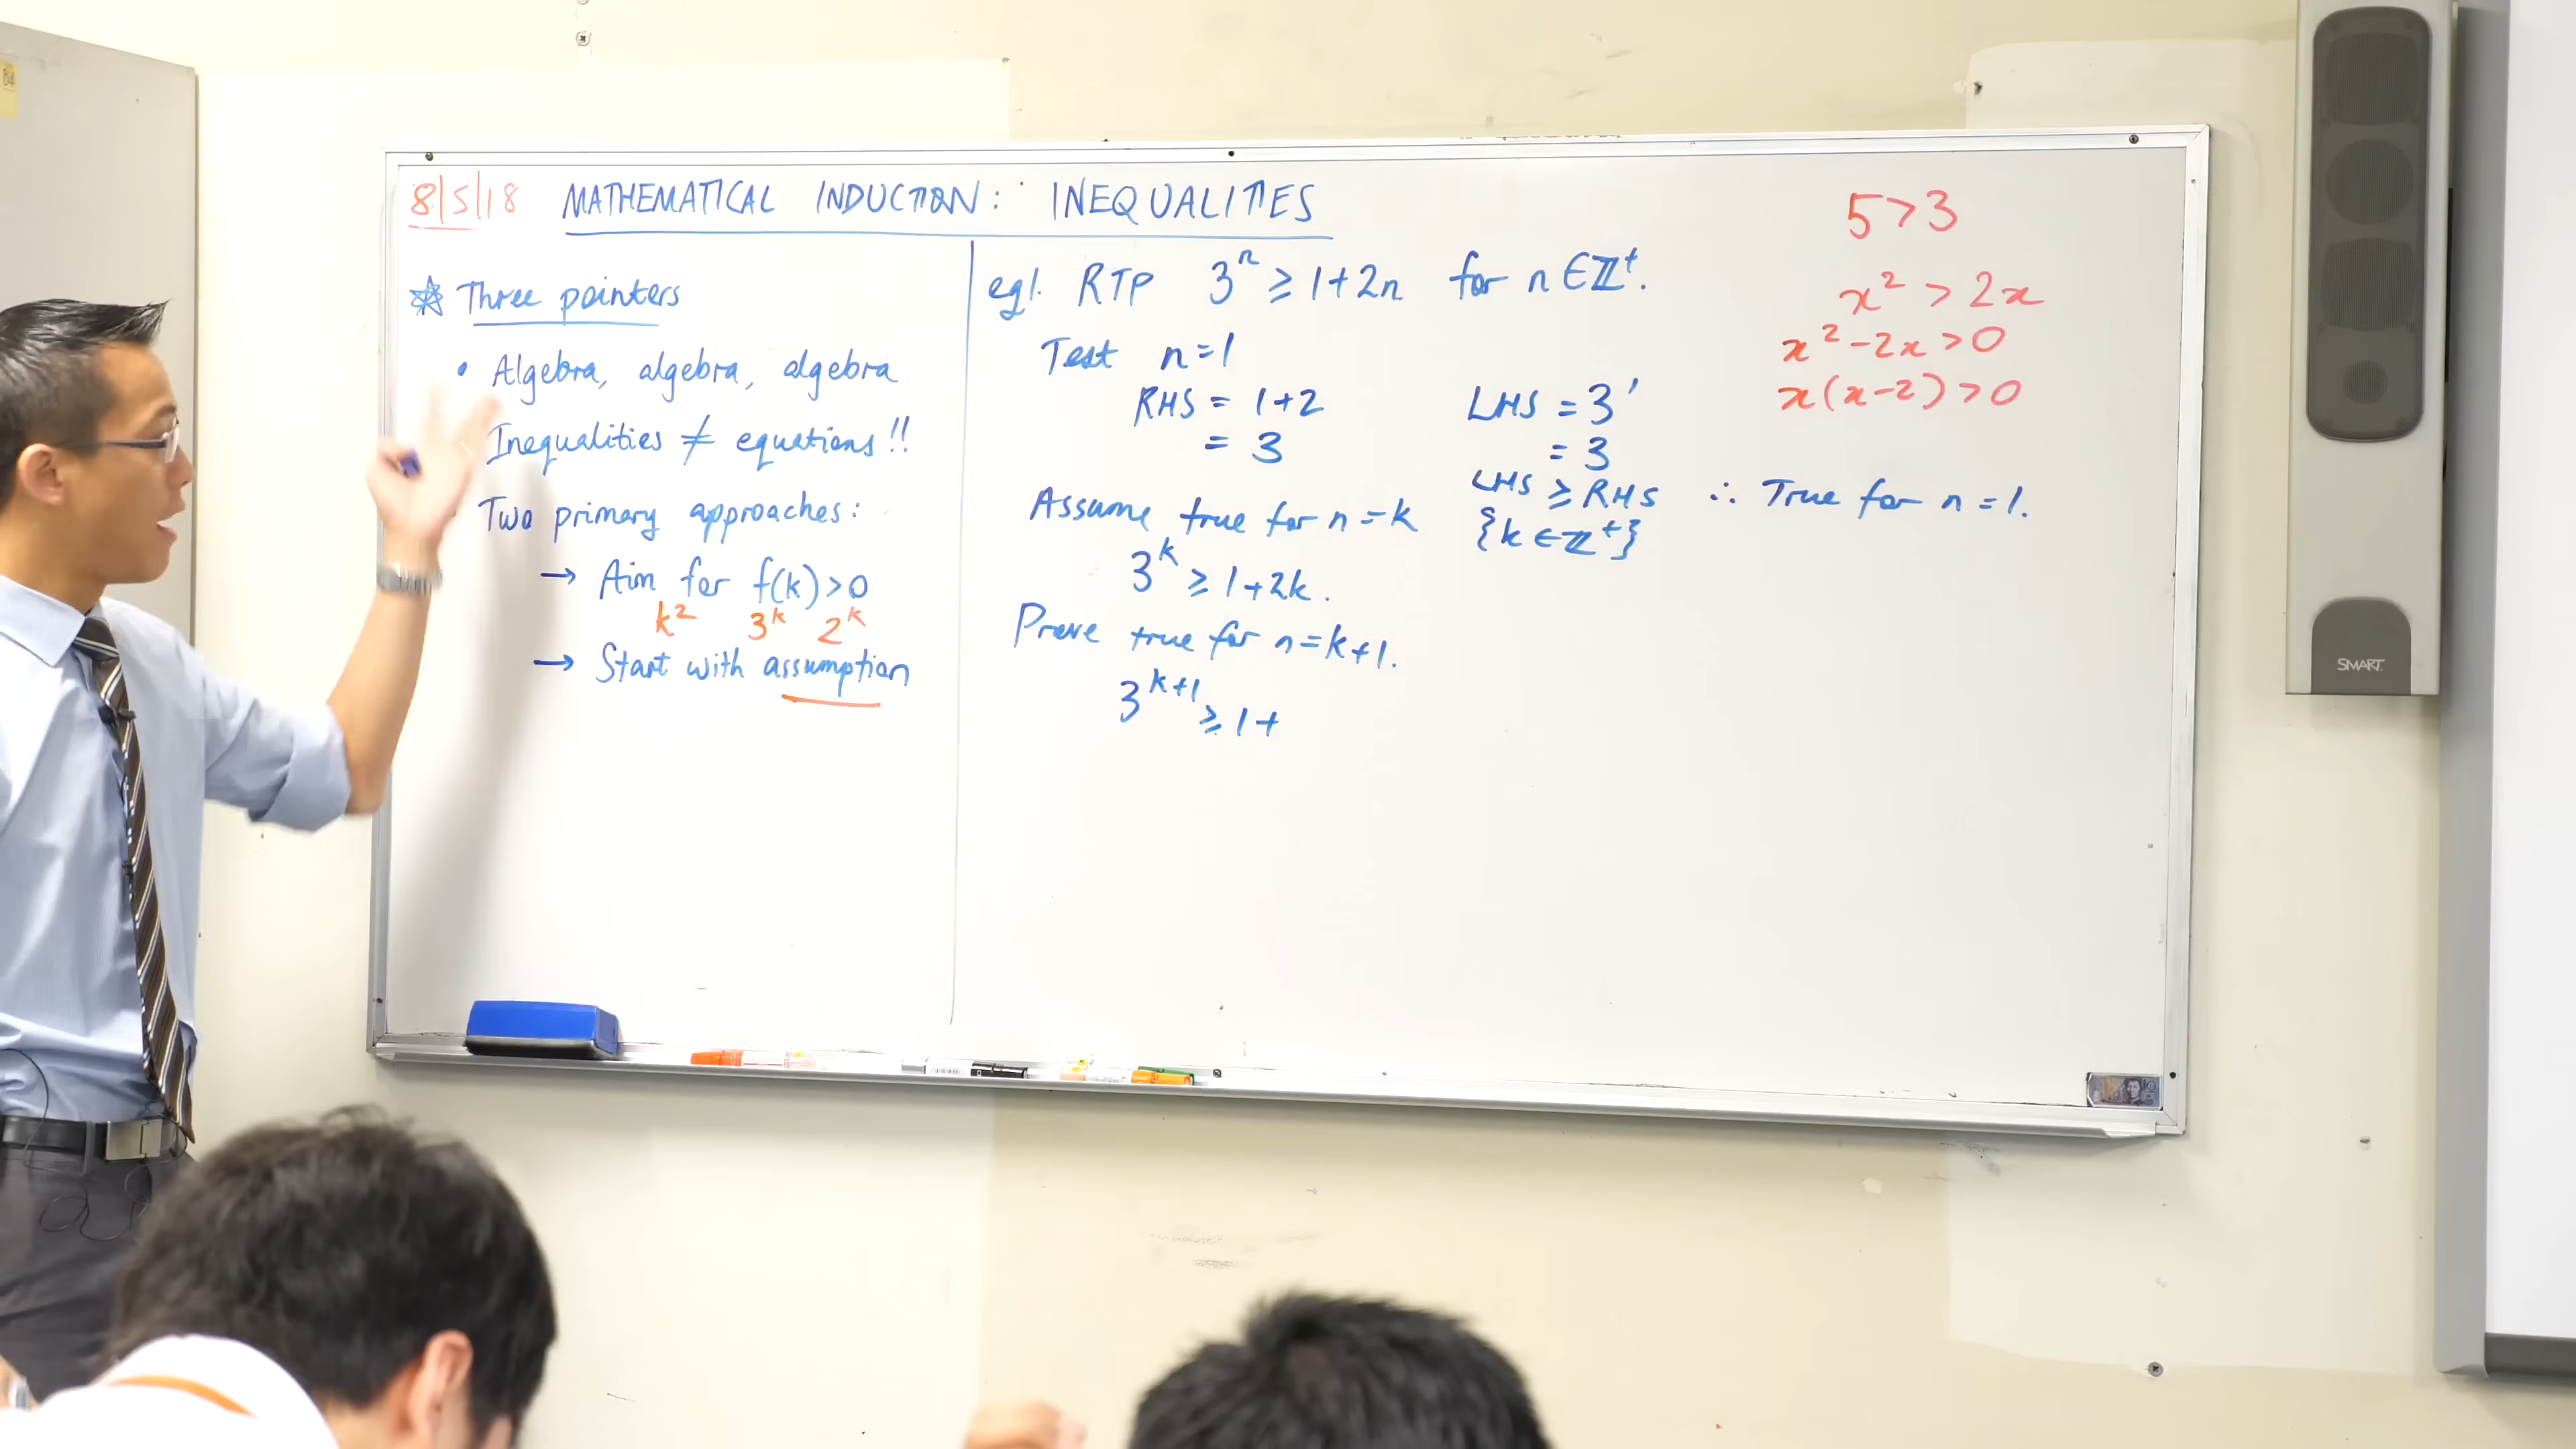 8/5/18 MATHEMATICAL INDUCTION: INEQUALITIES
Three pointers
• Algebra, algebra, algebra
Inequalities ≠ equations!!
Two primary approaches:
→ Aim for f(k)>0
k² 3ᵏ 2ᵏ
→ Start with assumption
eg1. RTP 3ⁿ ≥ 1+2n for n∈ℤ⁺.
Test n=1
RHS = 1+2
= 3
LHS = 3¹
= 3
LHS ≥ RHS ∴ True for n=1.
Assume true for n=k {k∈ℤ⁺}
3ᵏ ≥ 1+2k.
Prove true for n=k+1.
3ᵏ⁺¹ ≥ 1+
5>3
x² > 2x
x²-2x>0
x(x-2)>0
SMART